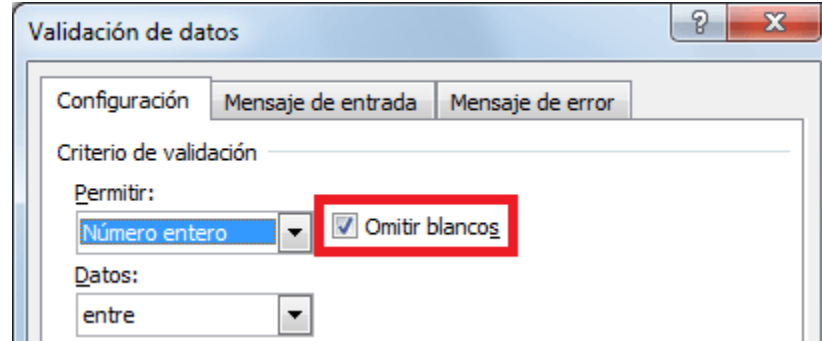 Validación de datos
Configuración Mensaje de entrada Mensaje de error
Criterio de validación
Permitir:
Número entero Omitir blancos
Datos:
entre